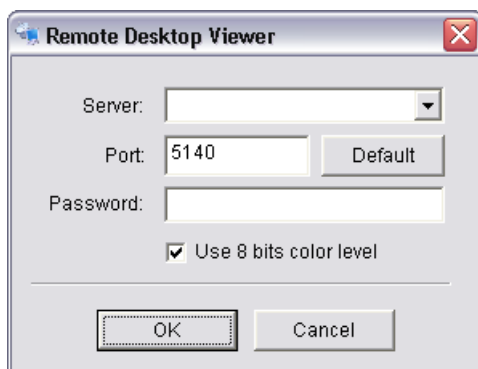 Remote Desktop Viewer
Server:
Port: 5140 Default
Password:
Use 8 bits color level
OK Cancel